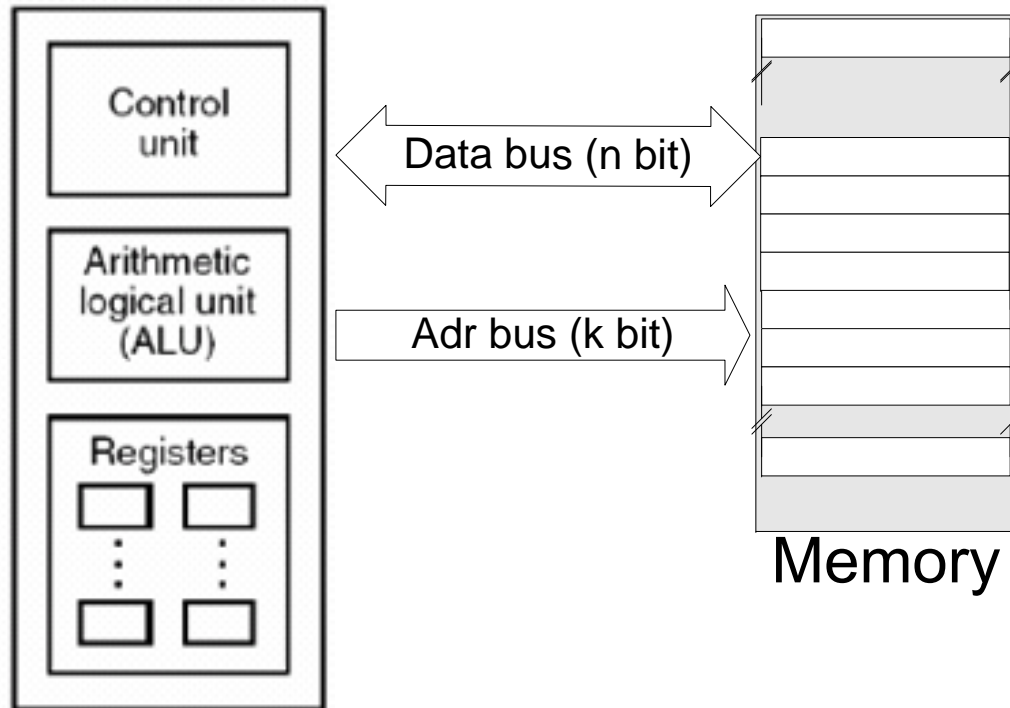 Control
unit
Arithmetic
logical unit
(ALU)
Registers
Data bus (n bit)
Adr bus (k bit)
Memory